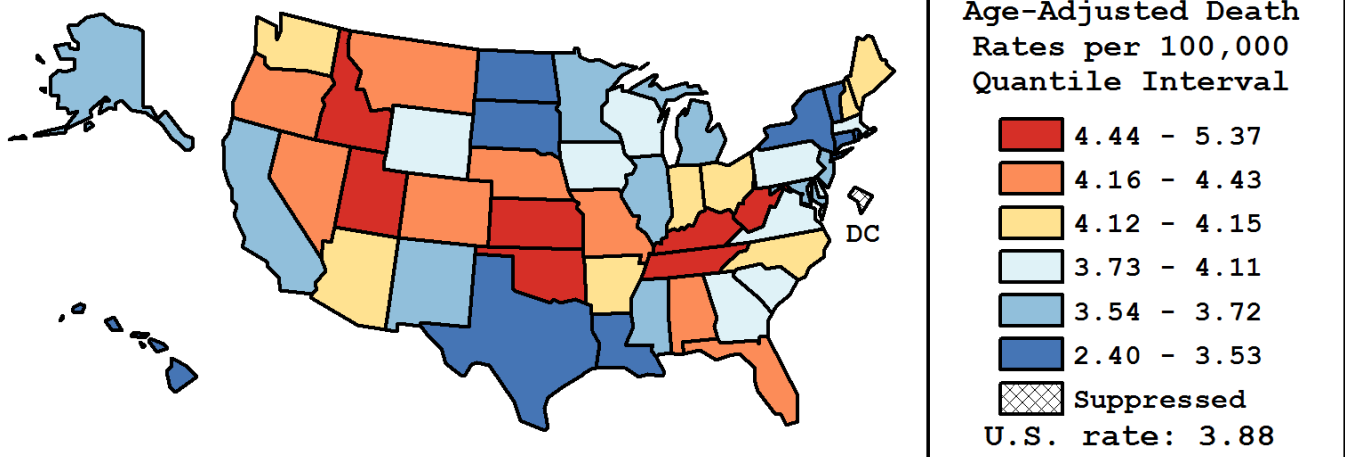 Age-Adjusted Death
Rates per 100,000
Quantile Interval
4.44 - 5.37
4.16 - 4.43
4.12 - 4.15
3.73 - 4.11
3.54 - 3.72
2.40 - 3.53
Suppressed
U.S. rate: 3.88
DC